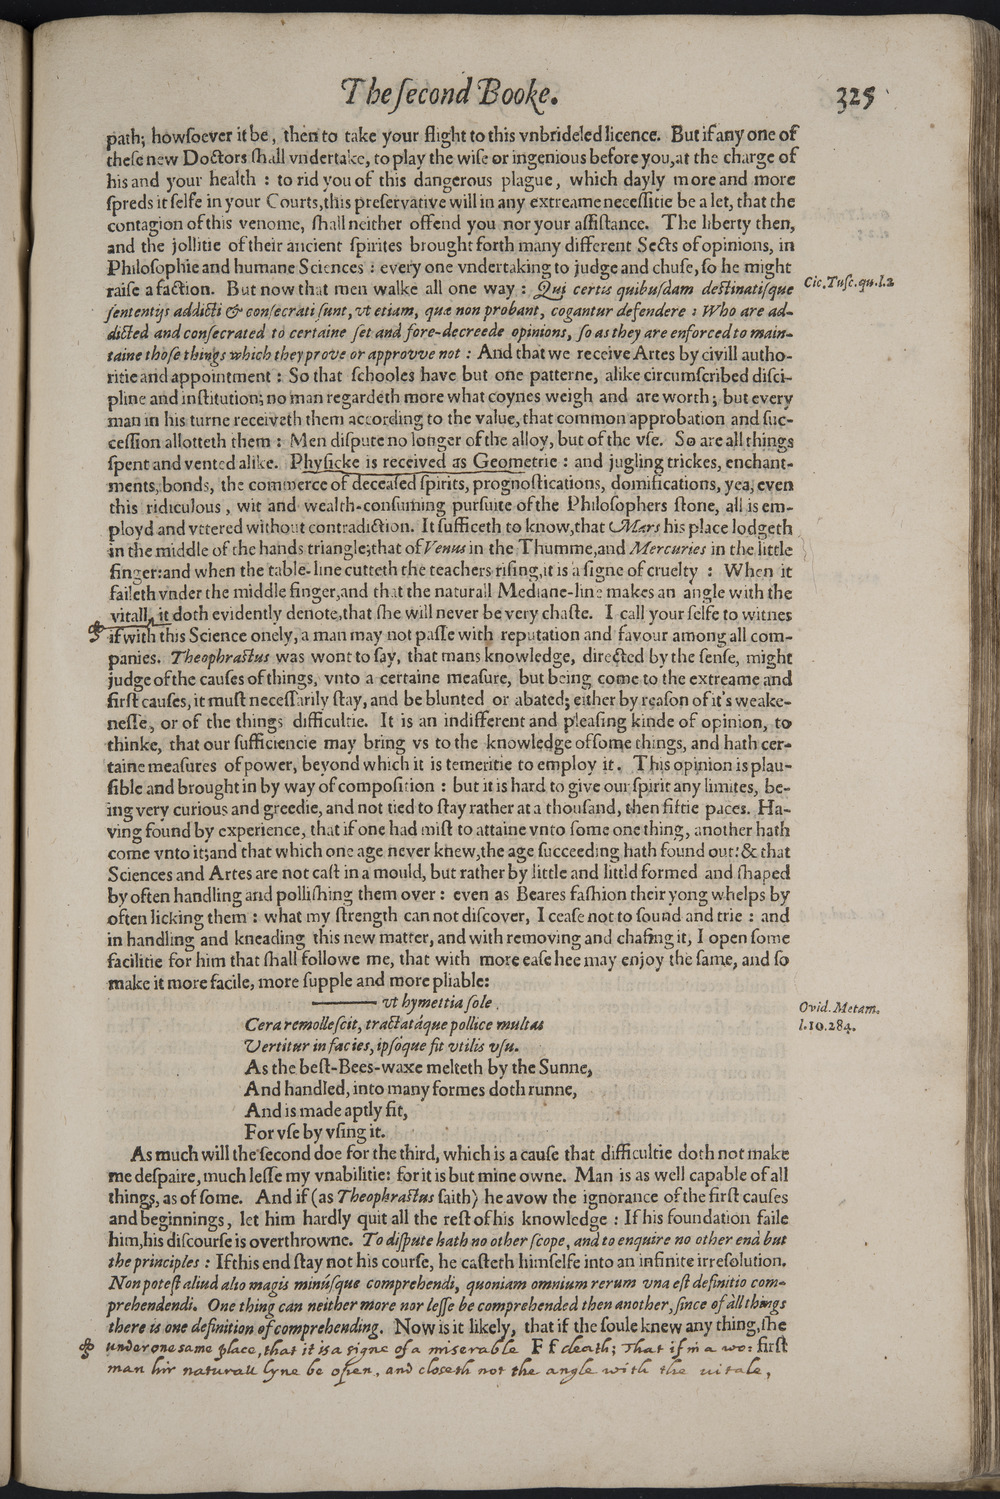 The ſecond Booke.
325
path; howſoever it be, then to take your flight to this vnbrideled licence. But if any one of
theſe new Doctors ſhall vndertake, to play the wiſe or ingenious before you, at the charge of
his and your health : to rid you of this dangerous plague, which dayly more and more
ſpreds it ſelfe in your Courts, this preſervative will in any extreame neceſſitie be a let, that the
contagion of this venome, ſhall neither offend you nor your aſſiſtance. The liberty then,
and the jollitie of their ancient ſpirites brought forth many different Sects of opinions, in
Philoſophie and humane Sciences : every one vndertaking to judge and chuſe, ſo he might
raiſe a faction. But now that men walke all one way : Qui certis quibuſdam deſtinatiſque
ſententijs addicti & conſecrati ſunt, vt etiam, quæ non probant, cogantur defendere : Who are ad-
dicted and conſecrated to certaine ſet and fore-decreede opinions, ſo as they are enforced to main-
taine thoſe things which they prove or approvve not : And that we receive Artes by civill autho-
ritie and appointment : So that ſchooles have but one patterne, alike circumſcribed diſci-
pline and inſtitution; no man regardeth more what coynes weigh and are worth; but every
man in his turne receiveth them according to the value, that common approbation and ſuc-
ceſſion allotteth them : Men diſpute no longer of the alloy, but of the vſe. So are all things
ſpent and vented alike. Phyſicke is received as Geometrie : and jugling trickes, enchant-
ments, bonds, the commerce of deceaſed ſpirits, prognoſtications, domifications, yea, even
this ridiculous, wit and wealth-conſuming purſuite of the Philoſophers ſtone, all is em-
ployd and vttered without contradiction. It ſufficeth to know, that Mars his place lodgeth
in the middle of the hands triangle; that of Venus in the Thumme, and Mercuries in the little
finger: and when the table-line cutteth the teachers riſing, it is a ſigne of cruelty : When it
faileth vnder the middle finger, and that the naturall Mediane-line makes an angle with the
vitall, it doth evidently denote, that ſhe will never be very chaſte. I call your ſelfe to witnes
if with this Science onely, a man may not paſſe with reputation and favour among all com-
panies. Theophraſtus was wont to ſay, that mans knowledge, directed by the ſenſe, might
judge of the cauſes of things, vnto a certaine meaſure, but being come to the extreame and
firſt cauſes, it muſt neceſſarily ſtay, and be blunted or abated; either by reaſon of it's weake-
neſſe, or of the things difficultie. It is an indifferent and pleaſing kinde of opinion, to
thinke, that our ſufficiencie may bring vs to the knowledge of ſome things, and hath cer-
taine meaſures of power, beyond which it is temeritie to employ it. This opinion is plau-
ſible and brought in by way of compoſition : but it is hard to give our ſpirit any limites, be-
ing very curious and greedie, and not tied to ſtay rather at a thouſand, then fiftie paces. Ha-
ving found by experience, that if one had miſt to attaine vnto ſome one thing, another hath
come vnto it; and that which one age never knew, the age ſucceeding hath found out: & that
Sciences and Artes are not caſt in a mould, but rather by little and littld formed and ſhaped
by often handling and polliſhing them over : even as Beares faſhion their yong whelps by
often licking them : what my ſtrength can not diſcover, I ceaſe not to ſound and trie : and
in handling and kneading this new matter, and with removing and chafing it, I open ſome
facilitie for him that ſhall followe me, that with more eaſe hee may enjoy the ſame, and ſo
make it more facile, more ſupple and more pliable:
——— vt hymettia ſole
Cera remolleſcit, tractatáque pollice multas
Vertitur in facies, ipſóque fit vtilis vſu.
As the beſt-Bees-waxe melteth by the Sunne,
And handled, into many formes doth runne,
And is made aptly fit,
For vſe by vſing it.
As much will the ſecond doe for the third, which is a cauſe that difficultie doth not make
me deſpaire, much leſſe my vnabilitie: for it is but mine owne. Man is as well capable of all
things, as of ſome. And if (as Theophraſtus ſaith) he avow the ignorance of the firſt cauſes
and beginnings, let him hardly quit all the reſt of his knowledge : If his foundation faile
him, his diſcourſe is overthrowne. To diſpute hath no other ſcope, and to enquire no other end but
the principles : If this end ſtay not his courſe, he caſteth himſelfe into an infinite irreſolution.
Non poteſt aliud alio magis minúſque comprehendi, quoniam omnium rerum vna eſt definitio com-
prehendendi. One thing can neither more nor leſſe be comprehended then another, ſince of all things
there is one definition of comprehending. Now is it likely, that if the ſoule knew any thing, ſhe
under one same place, that it is a signe of a miserable F f death; That if in a wo: firſt
man hir naturall lyne be open, and closeth not the angle with the vitale,
Cic. Tuſc. qu. l. 2
Ovid. Metam.
l. 10. 284.